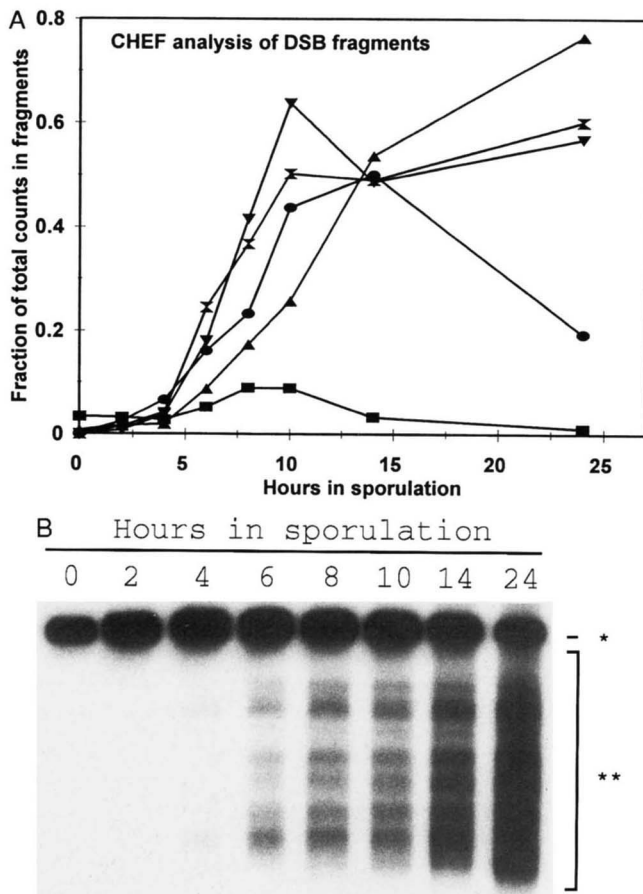 A
CHEF analysis of DSB fragments
Fraction of total counts in fragments
0.8
0.6
0.4
0.2
0
0 5 10 15 20 25
Hours in sporulation
B
Hours in sporulation
0 2 4 6 8 10 14 24
*
**